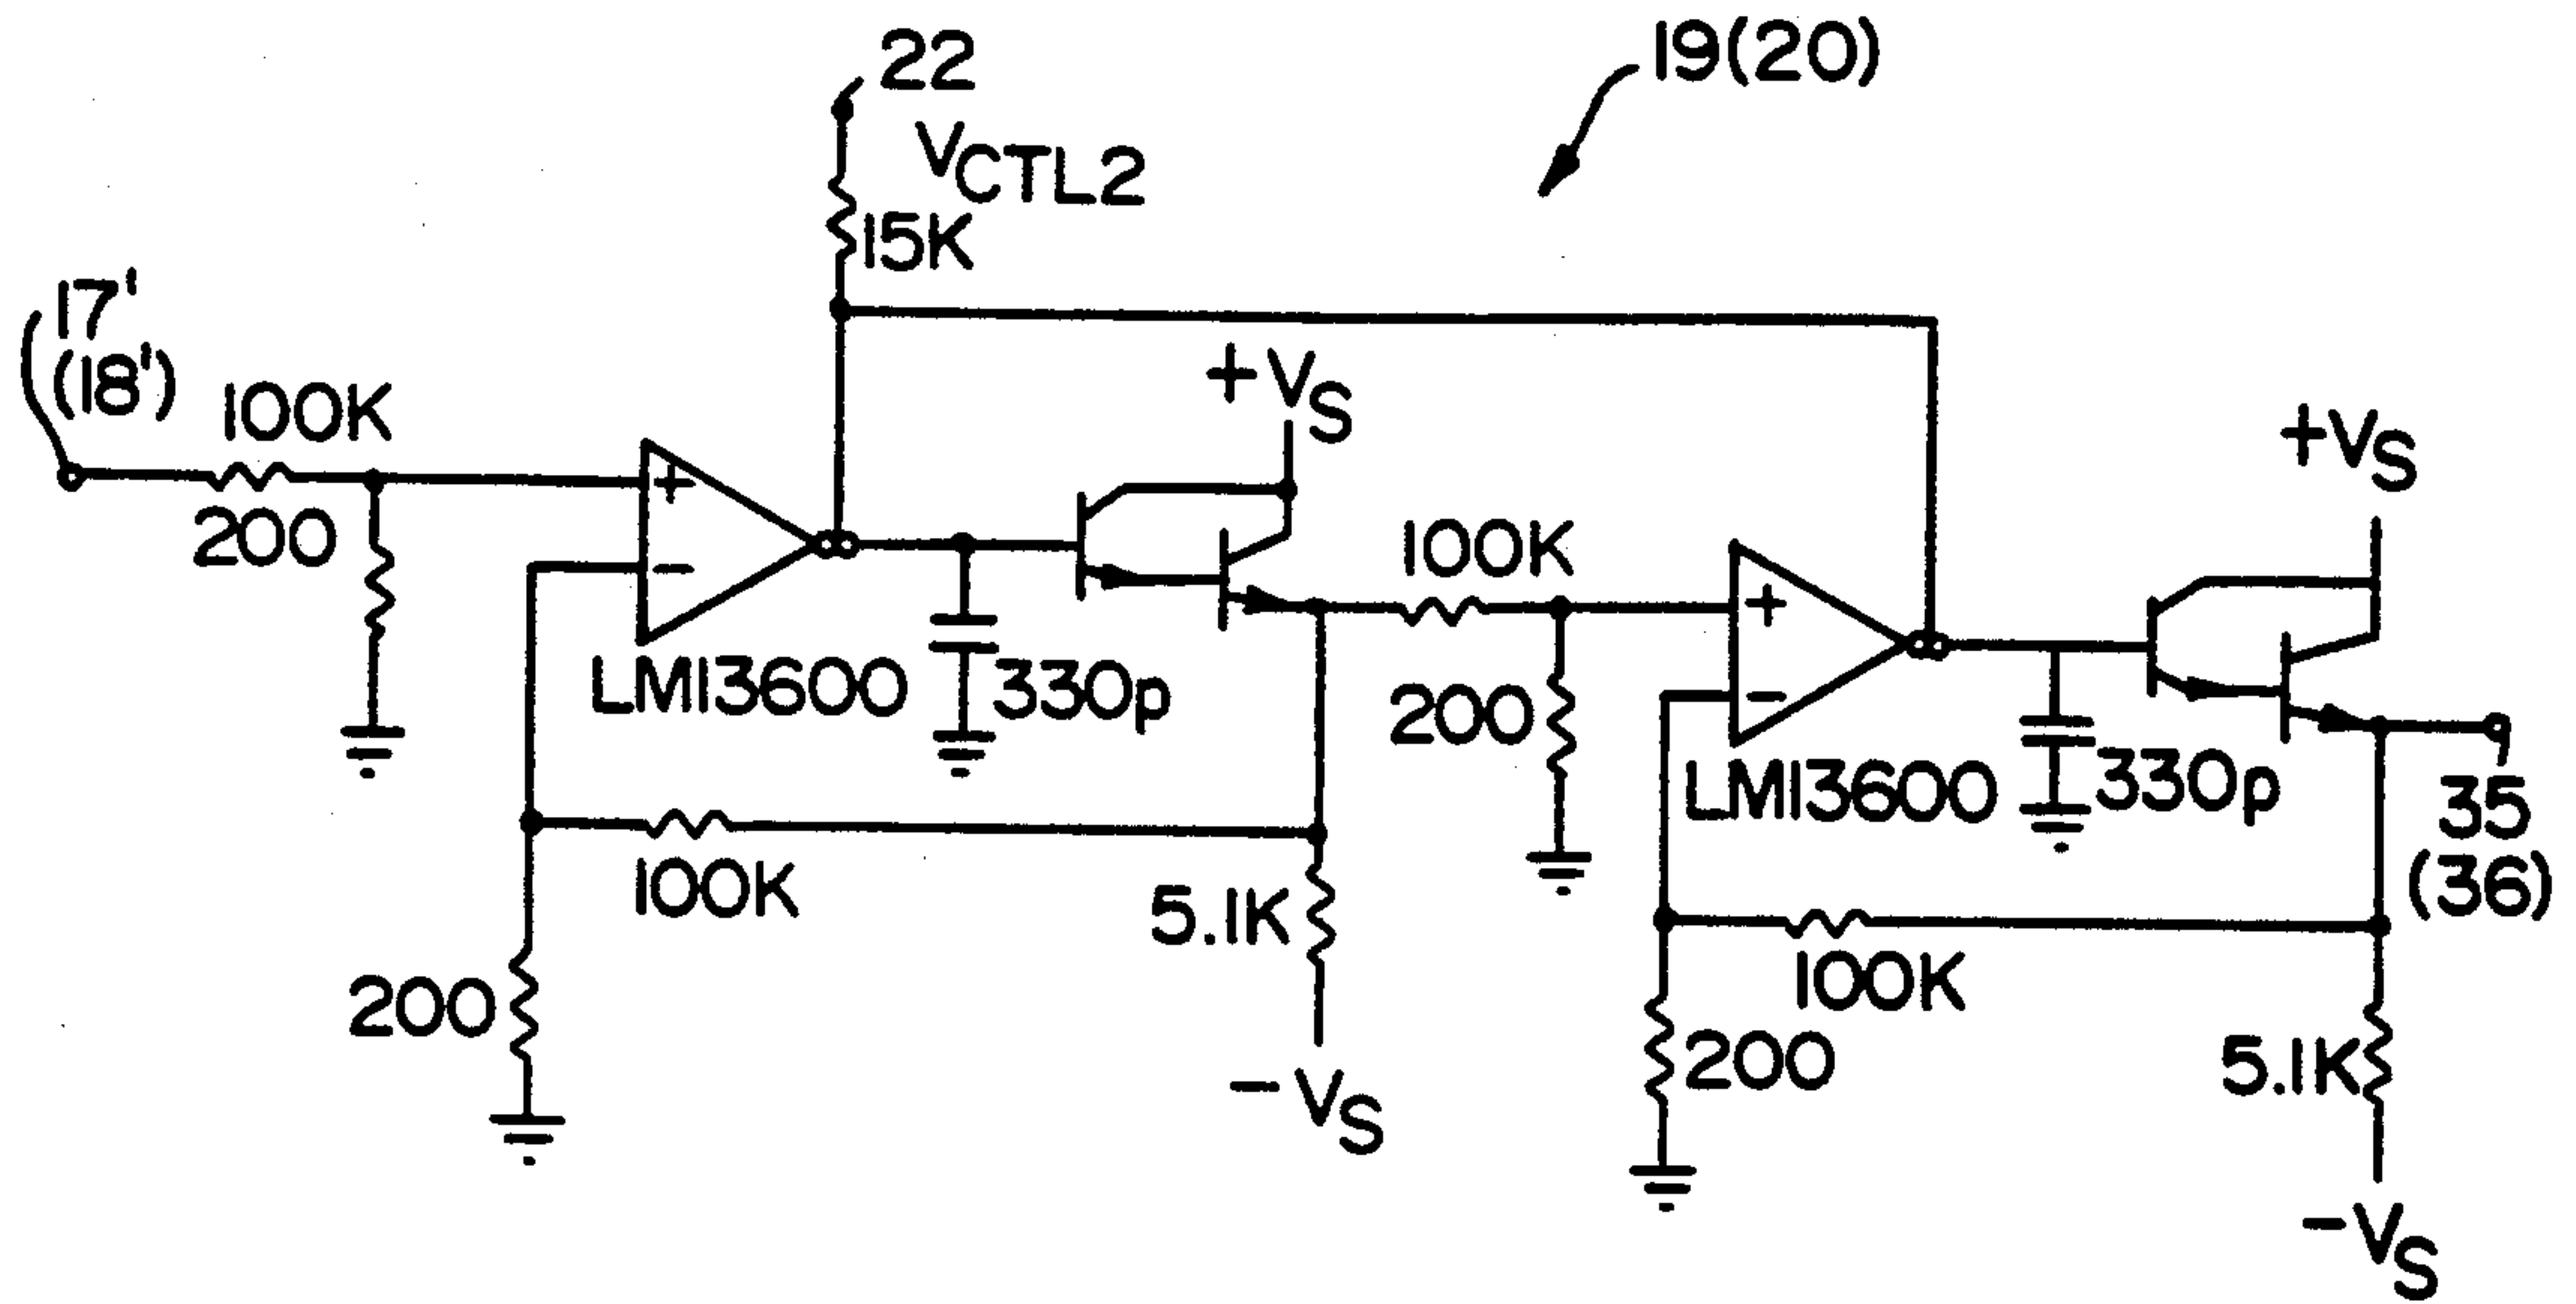 22
19(20)
VCTL2
15K
17'
(18')
100K
200
+VS
+VS
+
-
LM13600
330p
100K
200
+
-
LM13600
330p
35
(36)
100K
5.1K
200
-VS
100K
200
5.1K
-VS